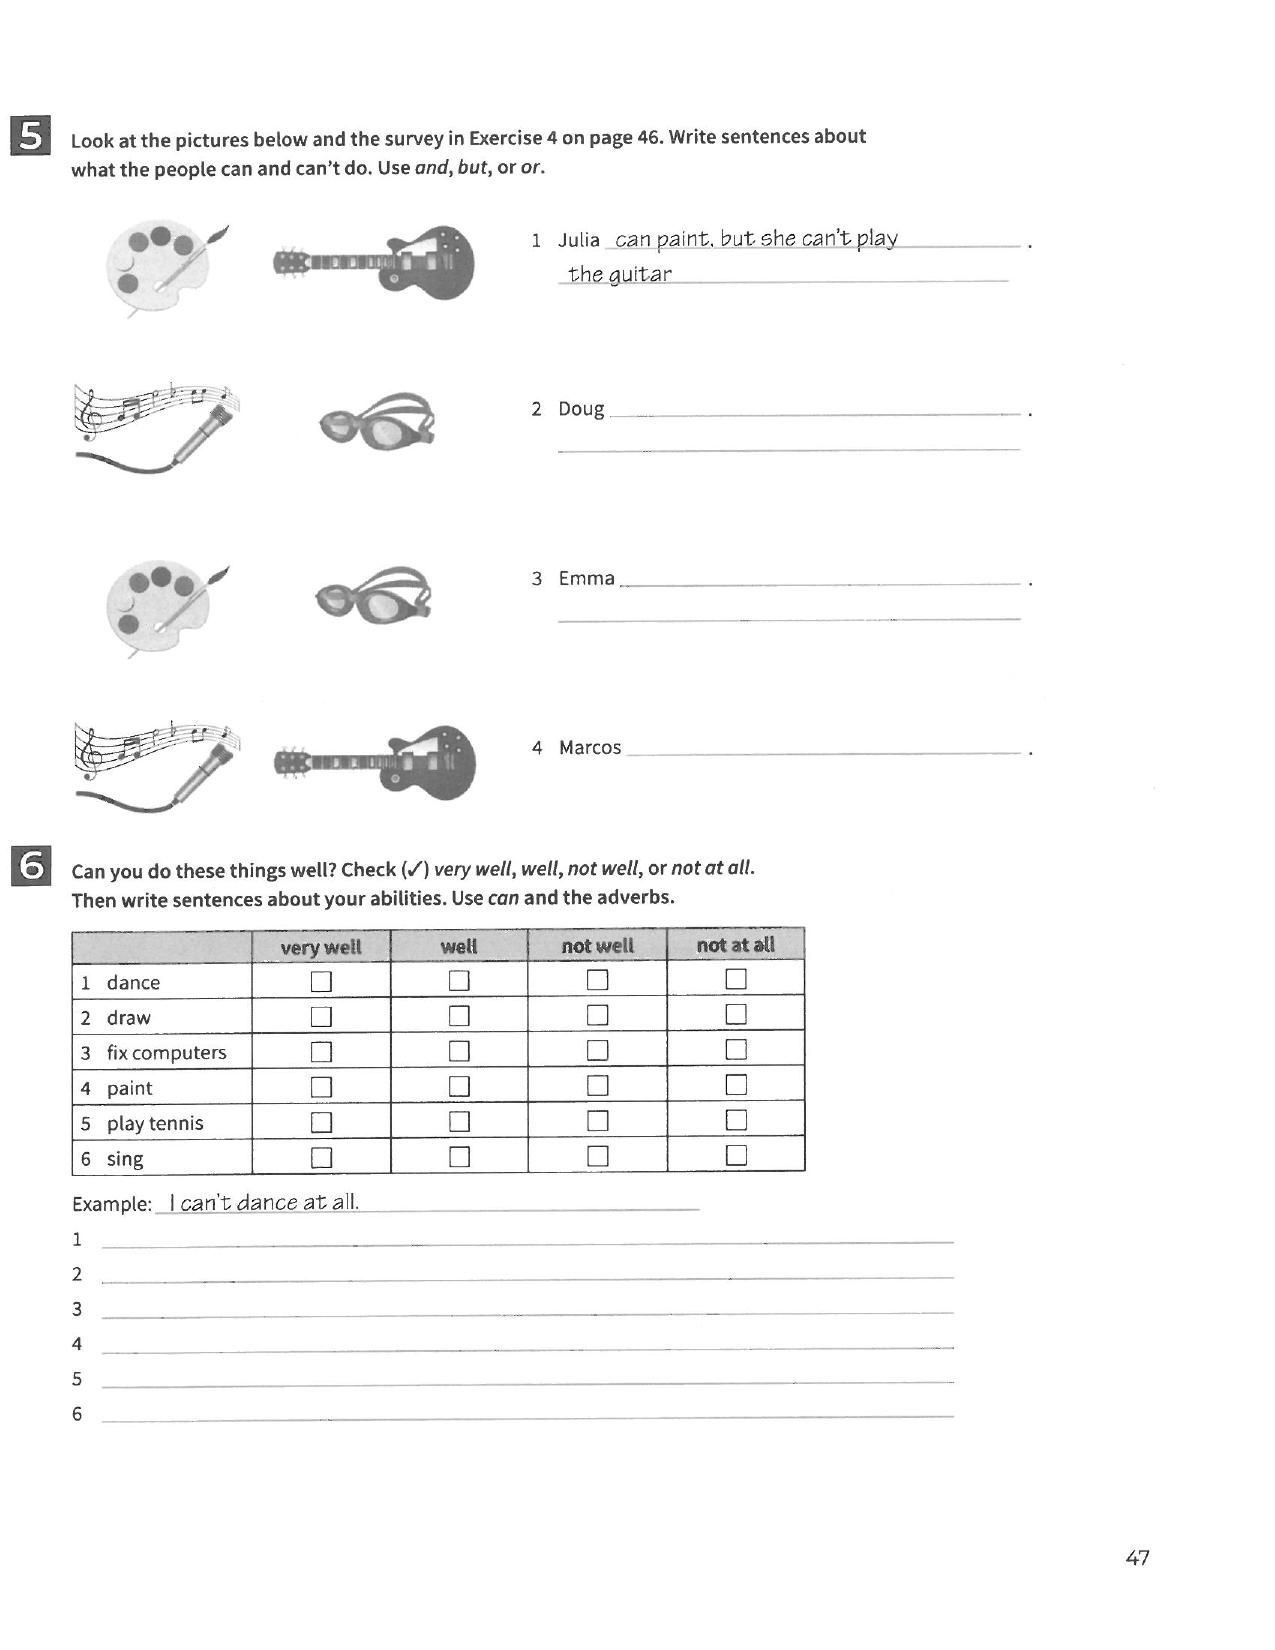 5 Look at the pictures below and the survey in Exercise 4 on page 46. Write sentences about
what the people can and can't do. Use and, but, or or.
1 Julia can paint, but she can't play .
the guitar
2 Doug .
3 Emma .
4 Marcos .
6 Can you do these things well? Check (✓) very well, well, not well, or not at all.
Then write sentences about your abilities. Use can and the adverbs.
very well well not well not at all
1 dance ☐ ☐ ☐ ☐
2 draw ☐ ☐ ☐ ☐
3 fix computers ☐ ☐ ☐ ☐
4 paint ☐ ☐ ☐ ☐
5 play tennis ☐ ☐ ☐ ☐
6 sing ☐ ☐ ☐ ☐
Example: I can't dance at all.
1
2
3
4
5
6
47